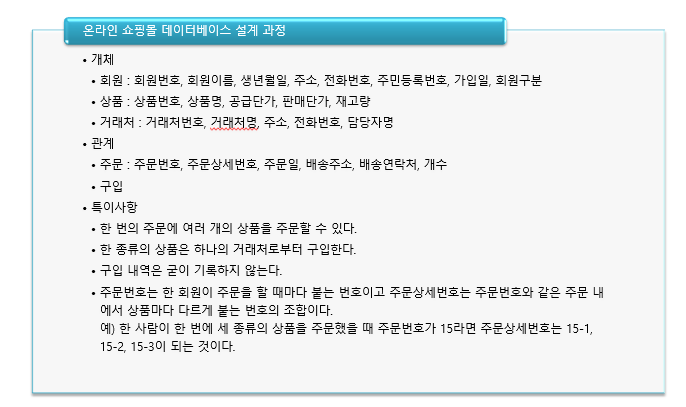 온라인 쇼핑몰 데이터베이스 설계 과정
• 개체
• 회원 : 회원번호, 회원이름, 생년월일, 주소, 전화번호, 주민등록번호, 가입일, 회원구분
• 상품 : 상품번호, 상품명, 공급단가, 판매단가, 재고량
• 거래처 : 거래처번호, 거래처명, 주소, 전화번호, 담당자명
• 관계
• 주문 : 주문번호, 주문상세번호, 주문일, 배송주소, 배송연락처, 개수
• 구입
• 특이사항
• 한 번의 주문에 여러 개의 상품을 주문할 수 있다.
• 한 종류의 상품은 하나의 거래처로부터 구입한다.
• 구입 내역은 굳이 기록하지 않는다.
• 주문번호는 한 회원이 주문을 할 때마다 붙는 번호이고 주문상세번호는 주문번호와 같은 주문 내
에서 상품마다 다르게 붙는 번호의 조합이다.
예) 한 사람이 한 번에 세 종류의 상품을 주문했을 때 주문번호가 15라면 주문상세번호는 15-1,
15-2, 15-3이 되는 것이다.